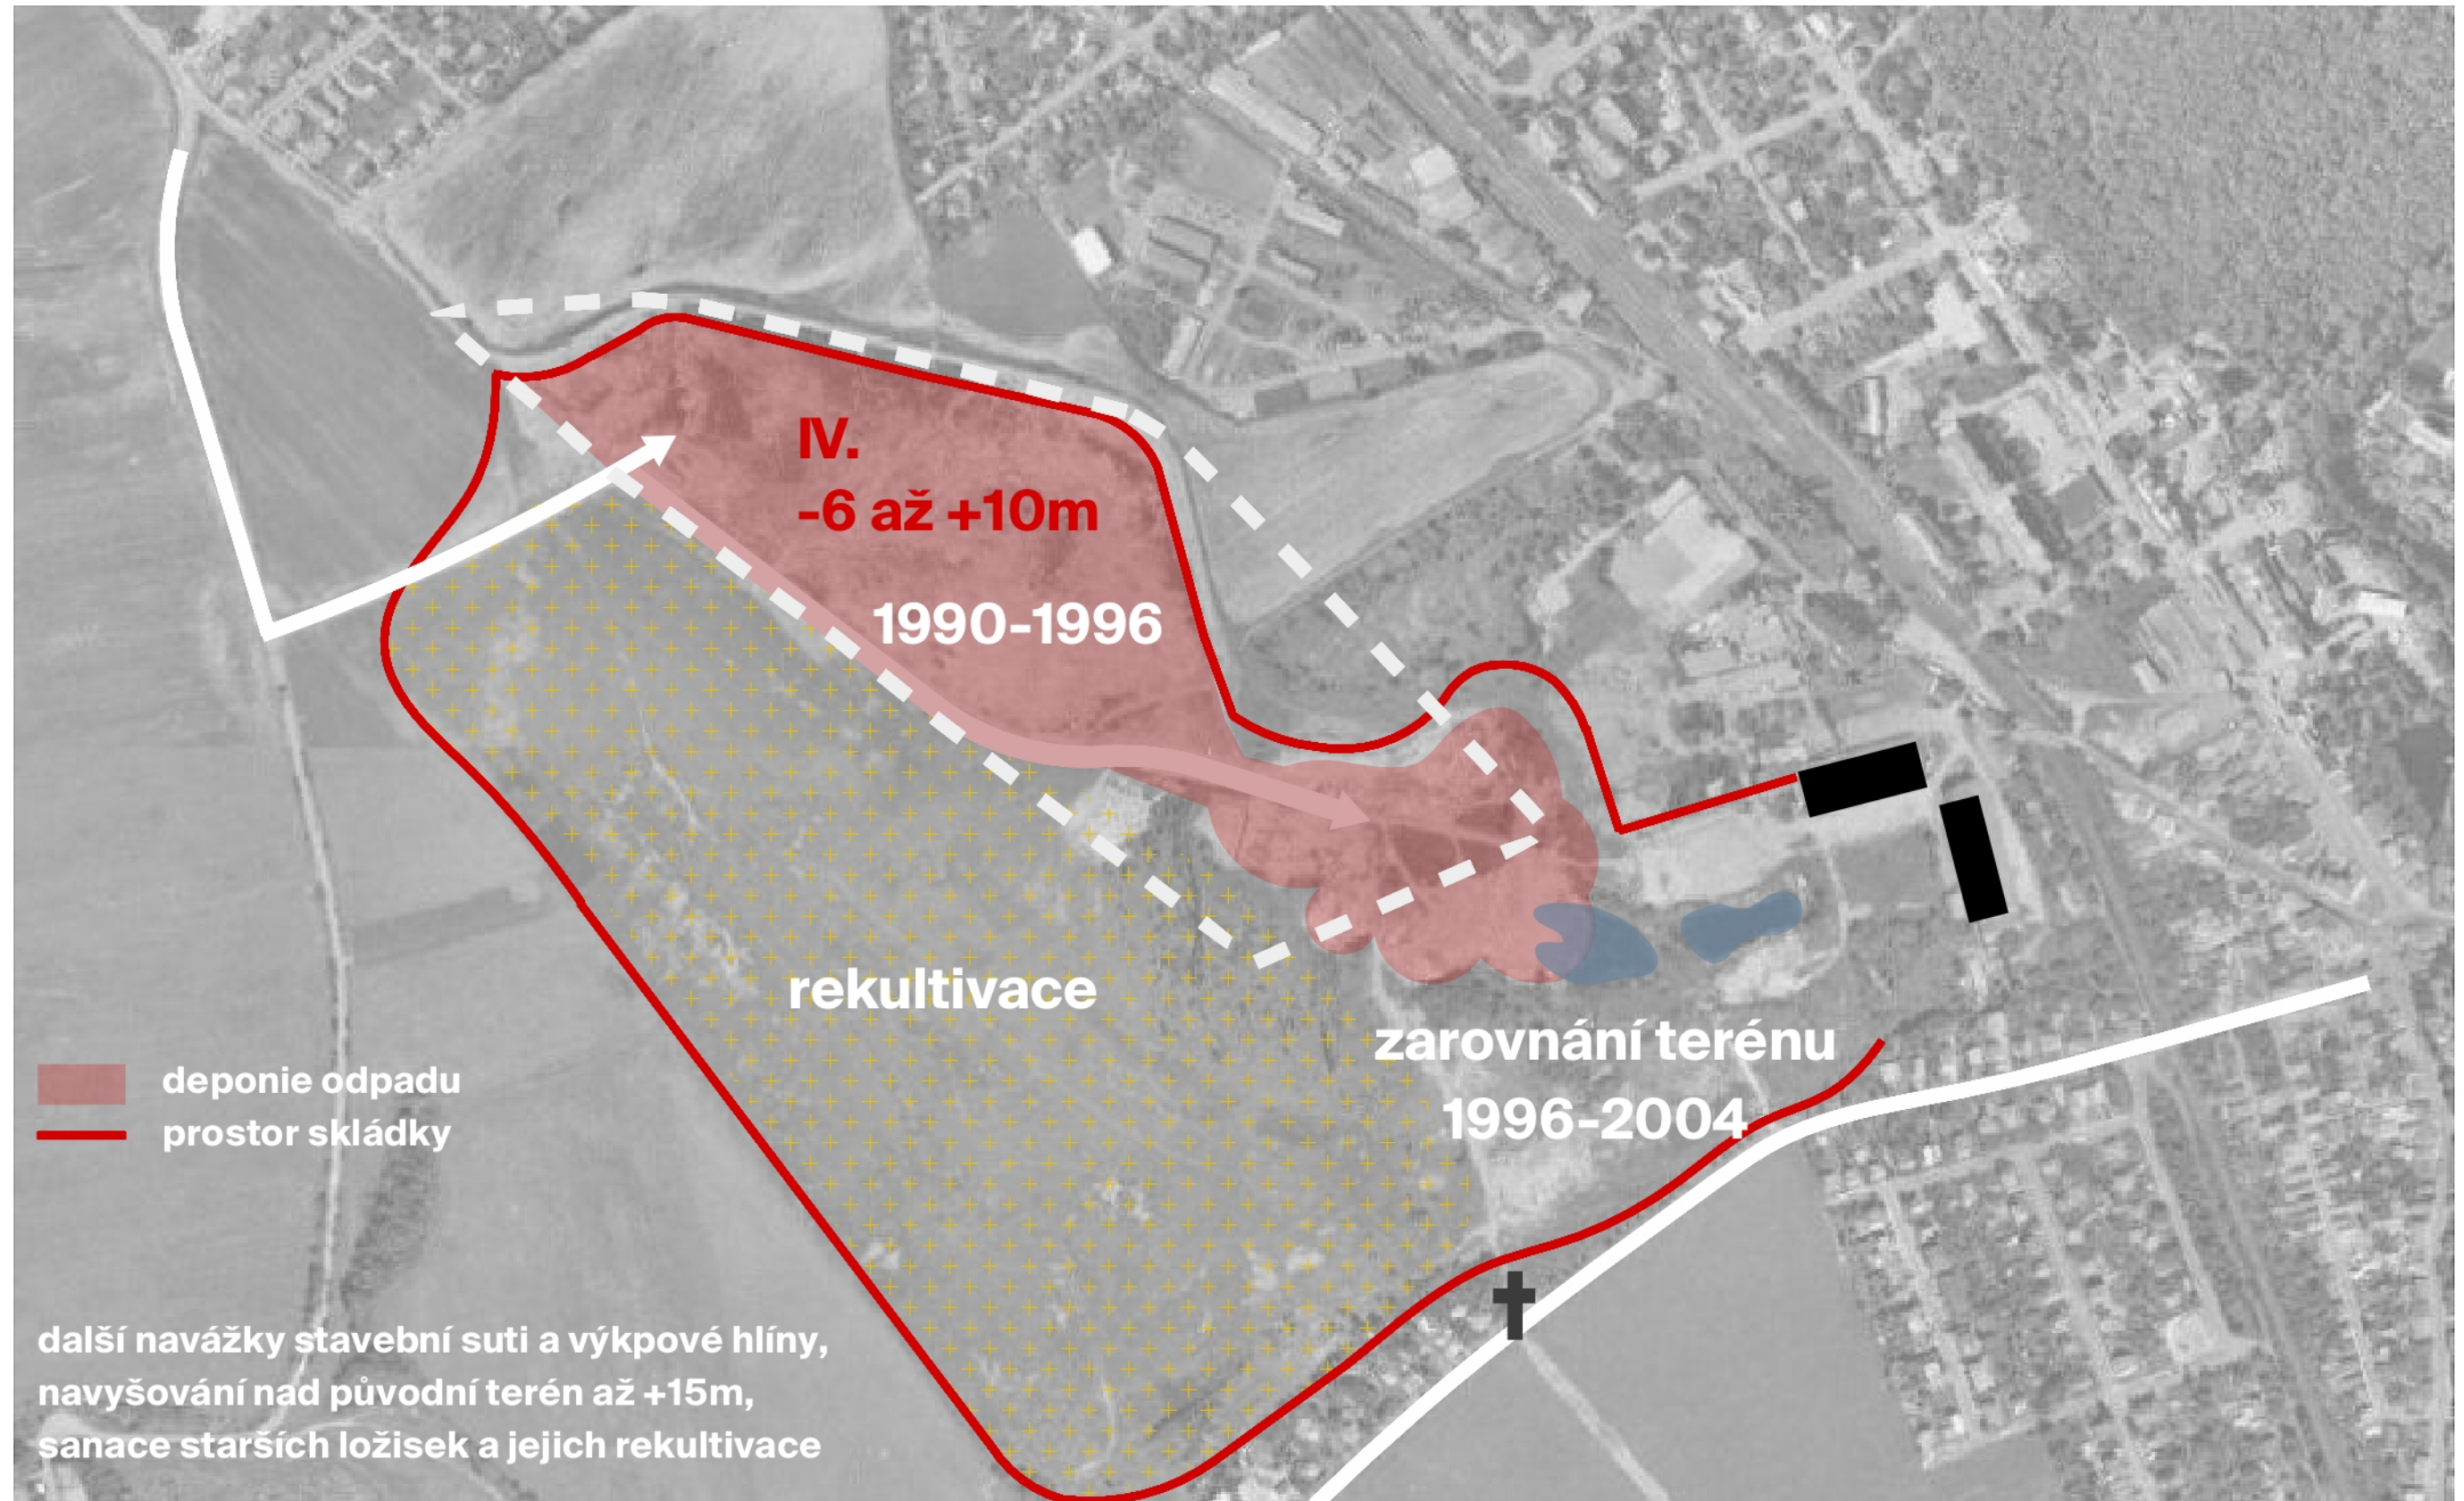 IV.
-6 až +10m
1990-1996
rekultivace
zarovnání terénu
1996-2004
deponie odpadu
prostor skládky
další navážky stavební suti a výkpové hlíny,
navyšování nad původní terén až +15m,
sanace starších ložisek a jejich rekultivace